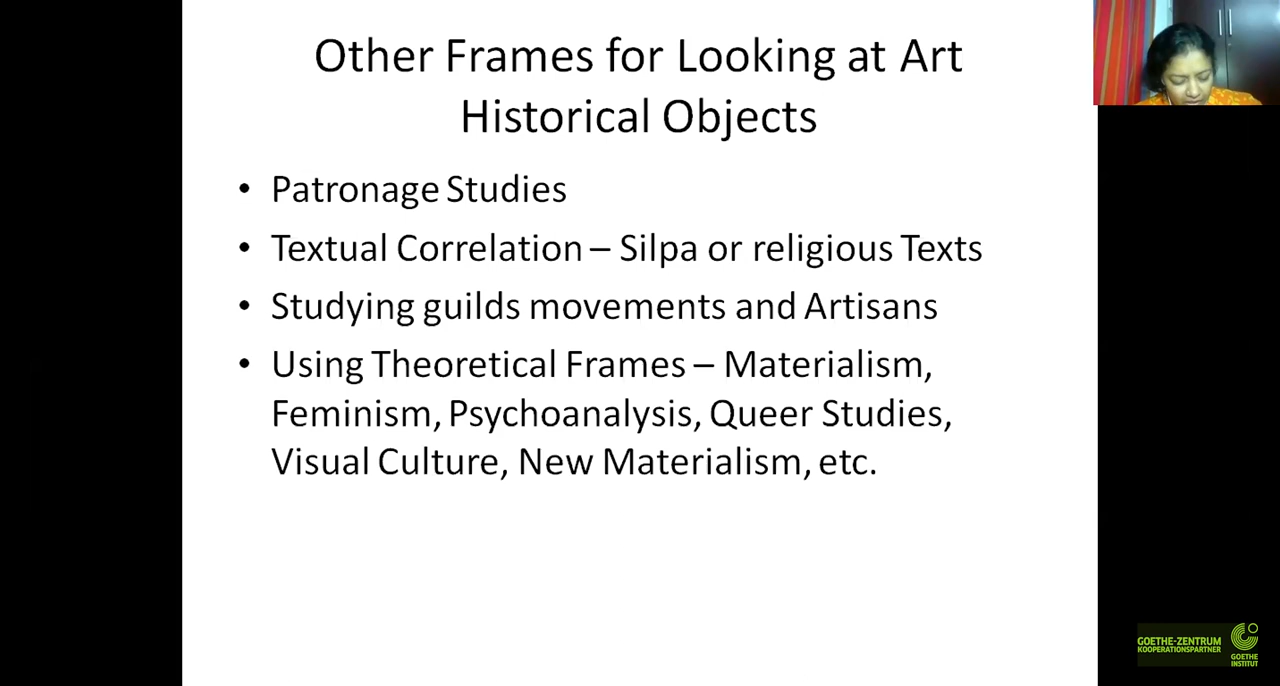 Other Frames for Looking at Art
Historical Objects
• Patronage Studies
• Textual Correlation – Silpa or religious Texts
• Studying guilds movements and Artisans
• Using Theoretical Frames – Materialism,
Feminism, Psychoanalysis, Queer Studies,
Visual Culture, New Materialism, etc.
GOETHE-ZENTRUM
KOOPERATIONSPARTNER
GOETHE
INSTITUT